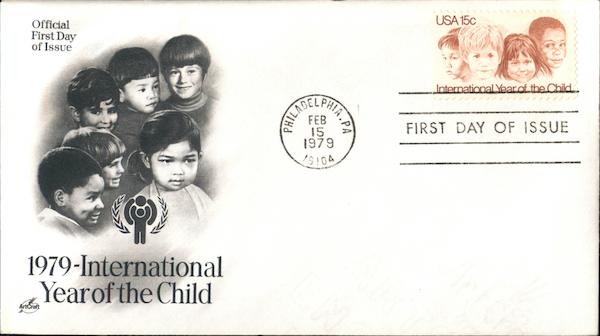 Official
First Day
of Issue
1979-International
Year of the Child
ArtCraft
PHILADELPHIA, PA
FEB
15
1979
19104
USA 15c
International Year of the Child
FIRST DAY OF ISSUE